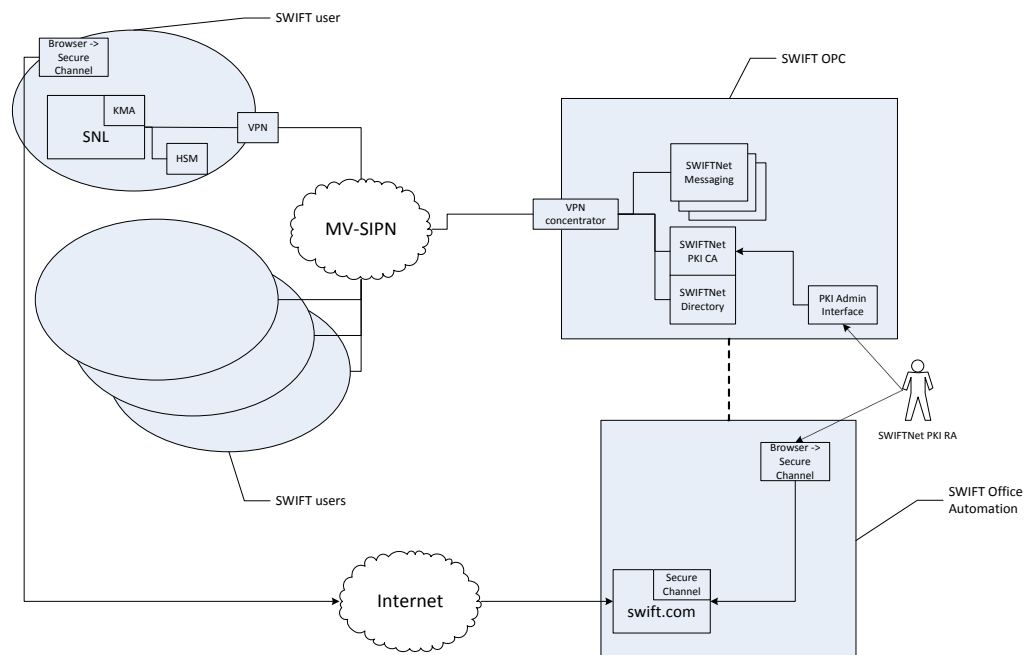 SWIFT user
Browser ->
Secure
Channel
KMA
SNL
HSM
VPN
MV-SIPN
SWIFT users
SWIFT OPC
VPN
concentrator
SWIFTNet
Messaging
SWIFTNet
PKI CA
SWIFTNet
Directory
PKI Admin
Interface
SWIFTNet PKI RA
Browser ->
Secure
Channel
SWIFT Office
Automation
Secure
Channel
swift.com
Internet